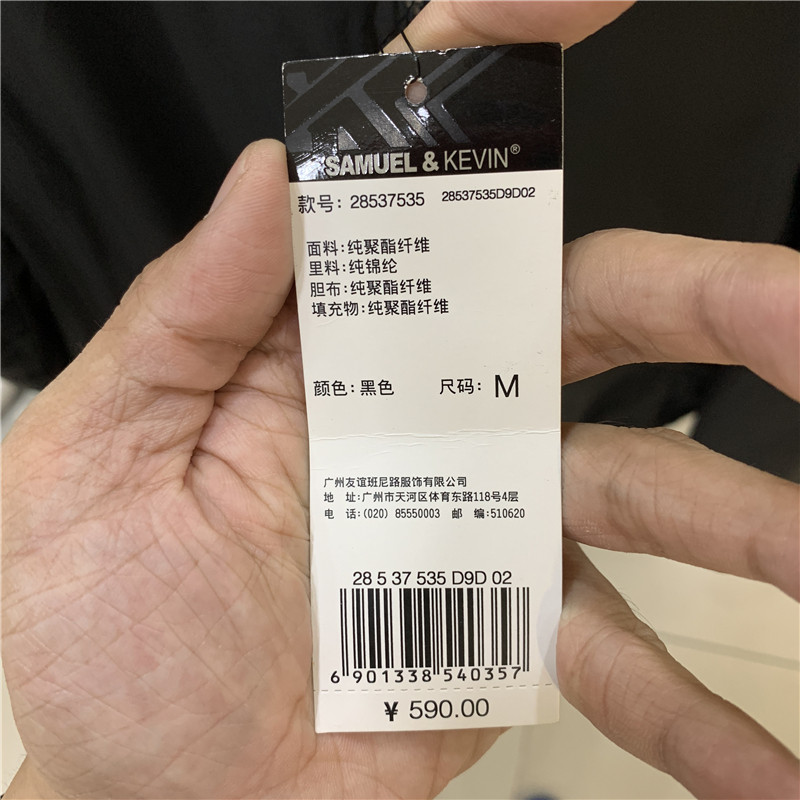 SAMUEL & KEVIN®
款号: 28537535 28537535D9D02
面料:纯聚酯纤维
里料:纯锦纶
胆布:纯聚酯纤维
填充物:纯聚酯纤维
颜色:黑色 尺码: M
广州友谊班尼路服饰有限公司
地 址:广州市天河区体育东路118号4层
电 话:(020) 85550003 邮 编:510620
28 5 37 535 D9D 02
6 901338 540357
¥ 590.00